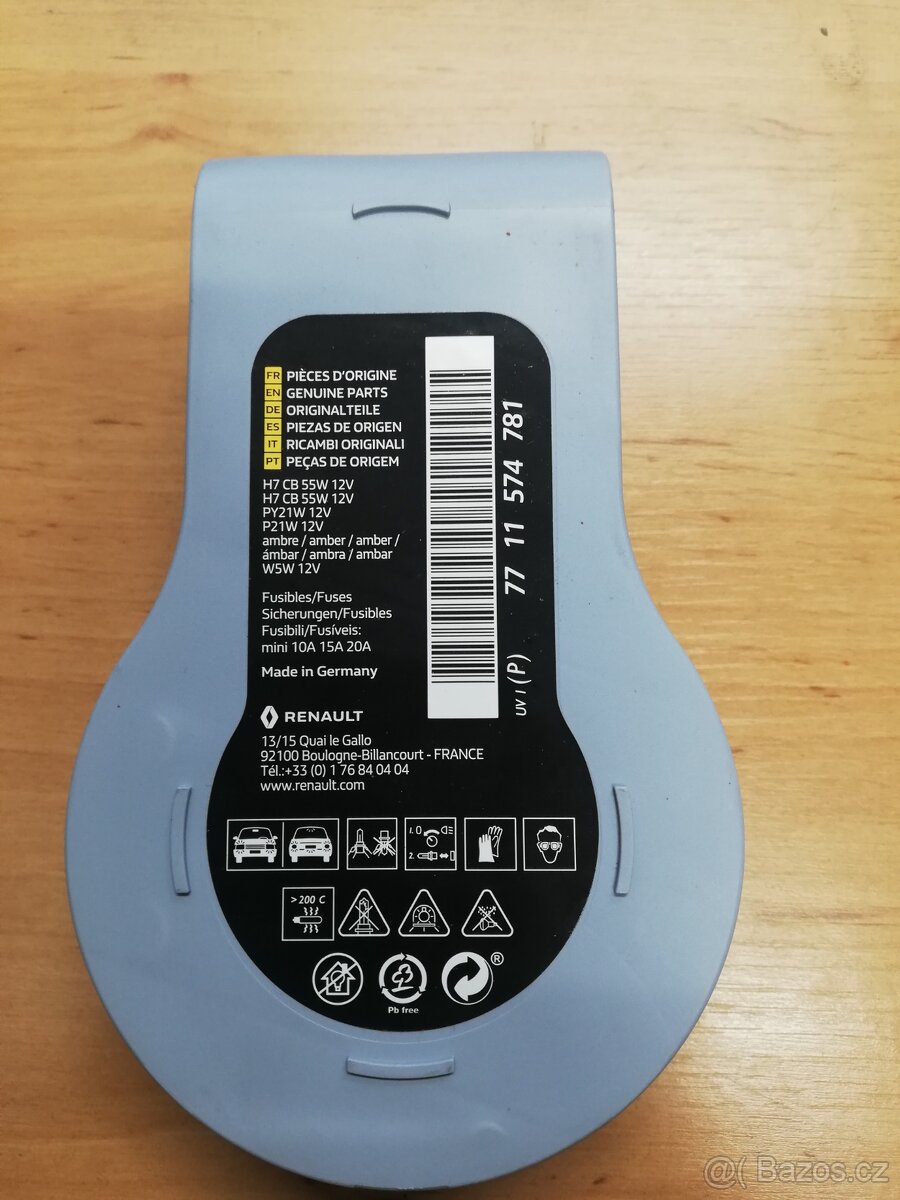 FR PIÈCES D'ORIGINE
EN GENUINE PARTS
DE ORIGINALTEILE
ES PIEZAS DE ORIGEN
IT RICAMBI ORIGINALI
PT PEÇAS DE ORIGEM
H7 CB 55W 12V
H7 CB 55W 12V
PY21W 12V
P21W 12V
ambre / amber / amber /
ámbar / ambra / ambar
W5W 12V
Fusibles/Fuses
Sicherungen/Fusibles
Fusibili/Fusíveis:
mini 10A 15A 20A
Made in Germany
RENAULT
13/15 Quai le Gallo
92100 Boulogne-Billancourt - FRANCE
Tél.:+33 (0) 1 76 84 04 04
www.renault.com
UV I (P) 77 11 574 781
1. 0
2.
> 200 C
®
Pb free
@( Bazos.cz